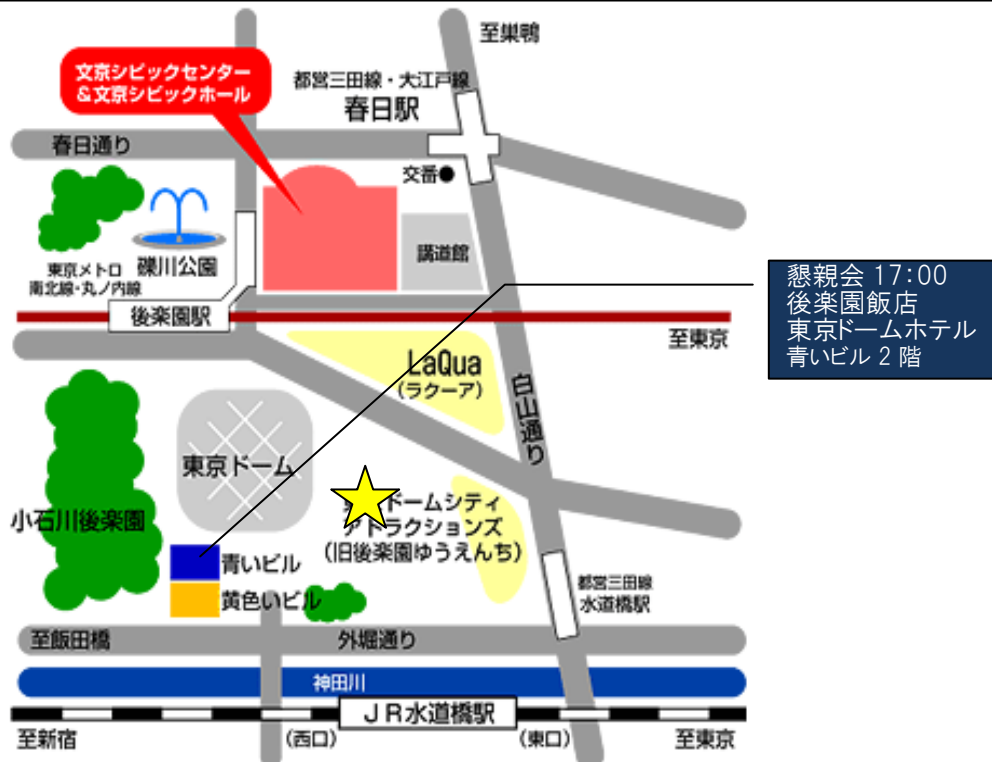 至巣鴨
文京シビックセンター
&文京シビックホール
都営三田線・大江戸線
春日駅
春日通り
交番●
講道館
東京メトロ
南北線・丸ノ内線
礫川公園
後楽園駅
至東京
懇親会 17:00
後楽園飯店
東京ドームホテル
青いビル 2 階
LaQua
(ラクーア)
白山通り
東京ドーム
ドームシティ
アトラクションズ
(旧後楽園ゆうえんち)
小石川後楽園
青いビル
黄色いビル
都営三田線
水道橋駅
至飯田橋
外堀通り
神田川
JR水道橋駅
至新宿
(西口)
(東口)
至東京